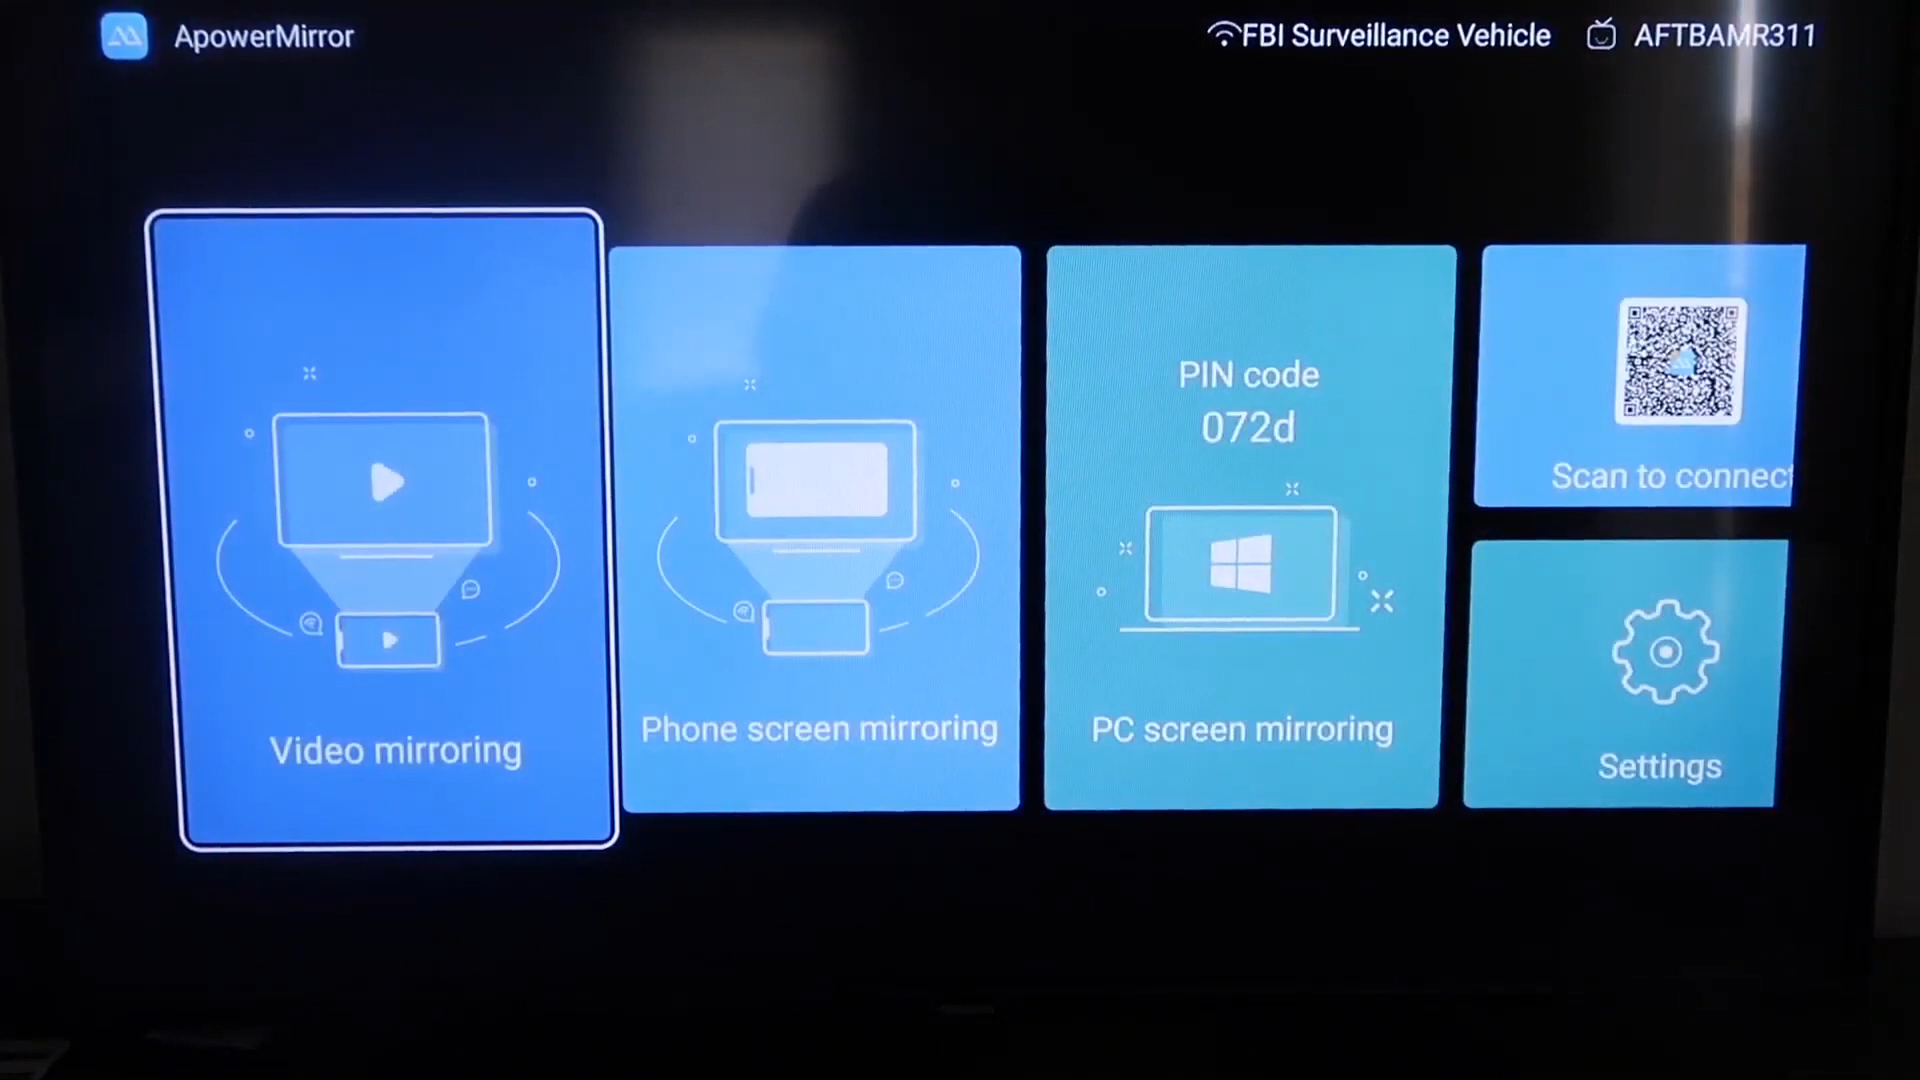 ApowerMirror
FBI Surveillance Vehicle
AFTBAMR311
Video mirroring
Phone screen mirroring
PIN code
072d
PC screen mirroring
Scan to connect
Settings